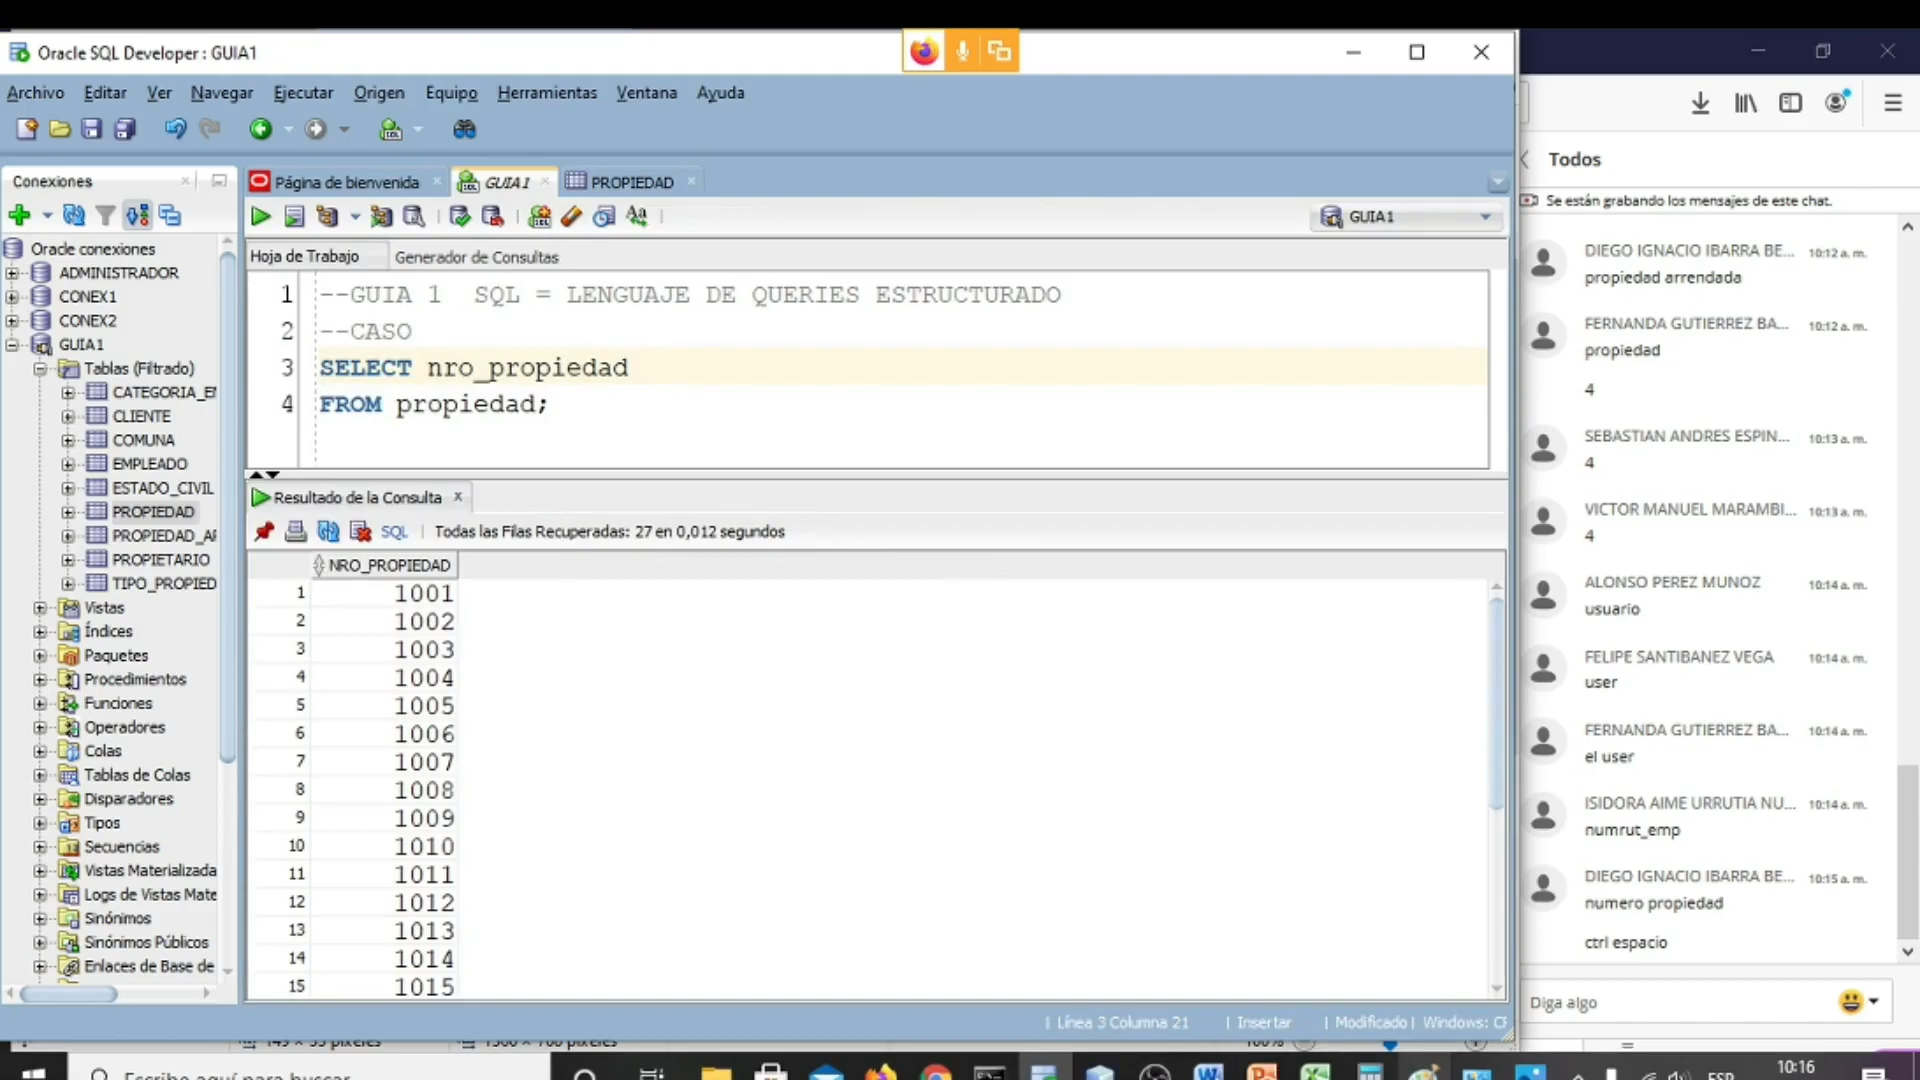 Oracle SQL Developer : GUIA1
Archivo Editar Ver Navegar Ejecutar Origen Equipo Herramientas Ventana Ayuda
Conexiones
Página de bienvenida
GUIA1
PROPIEDAD
GUIA1
Hoja de Trabajo
Generador de Consultas
Oracle conexiones
ADMINISTRADOR
CONEX1
CONEX2
GUIA1
Tablas (Filtrado)
CATEGORIA_EM
CLIENTE
COMUNA
EMPLEADO
ESTADO_CIVIL
PROPIEDAD
PROPIEDAD_AR
PROPIETARIO
TIPO_PROPIED
Vistas
Índices
Paquetes
Procedimientos
Funciones
Operadores
Colas
Tablas de Colas
Disparadores
Tipos
Secuencias
Vistas Materializada
Logs de Vistas Mate
Sinónimos
Sinónimos Públicos
Enlaces de Base de
1 --GUIA 1  SQL = LENGUAJE DE QUERIES ESTRUCTURADO
2 --CASO
3 SELECT nro_propiedad
4 FROM propiedad;
Resultado de la Consulta
SQL | Todas las Filas Recuperadas: 27 en 0,012 segundos
NRO_PROPIEDAD
1 1001
2 1002
3 1003
4 1004
5 1005
6 1006
7 1007
8 1008
9 1009
10 1010
11 1011
12 1012
13 1013
14 1014
15 1015
| Línea 3 Columna 21 | Insertar | Modificado | Windows:
Todos
Se están grabando los mensajes de este chat.
DIEGO IGNACIO IBARRA BE... 10:12 a. m.
propiedad arrendada
FERNANDA GUTIERREZ BA... 10:12 a. m.
propiedad
4
SEBASTIAN ANDRES ESPIN... 10:13 a. m.
4
VICTOR MANUEL MARAMBI... 10:13 a. m.
4
ALONSO PEREZ MUNOZ 10:14 a. m.
usuario
FELIPE SANTIBANEZ VEGA 10:14 a. m.
user
FERNANDA GUTIERREZ BA... 10:14 a. m.
el user
ISIDORA AIME URRUTIA NU... 10:14 a. m.
numrut_emp
DIEGO IGNACIO IBARRA BE... 10:15 a. m.
numero propiedad
ctrl espacio
Diga algo
Escribe aquí para buscar
ESP
10:16